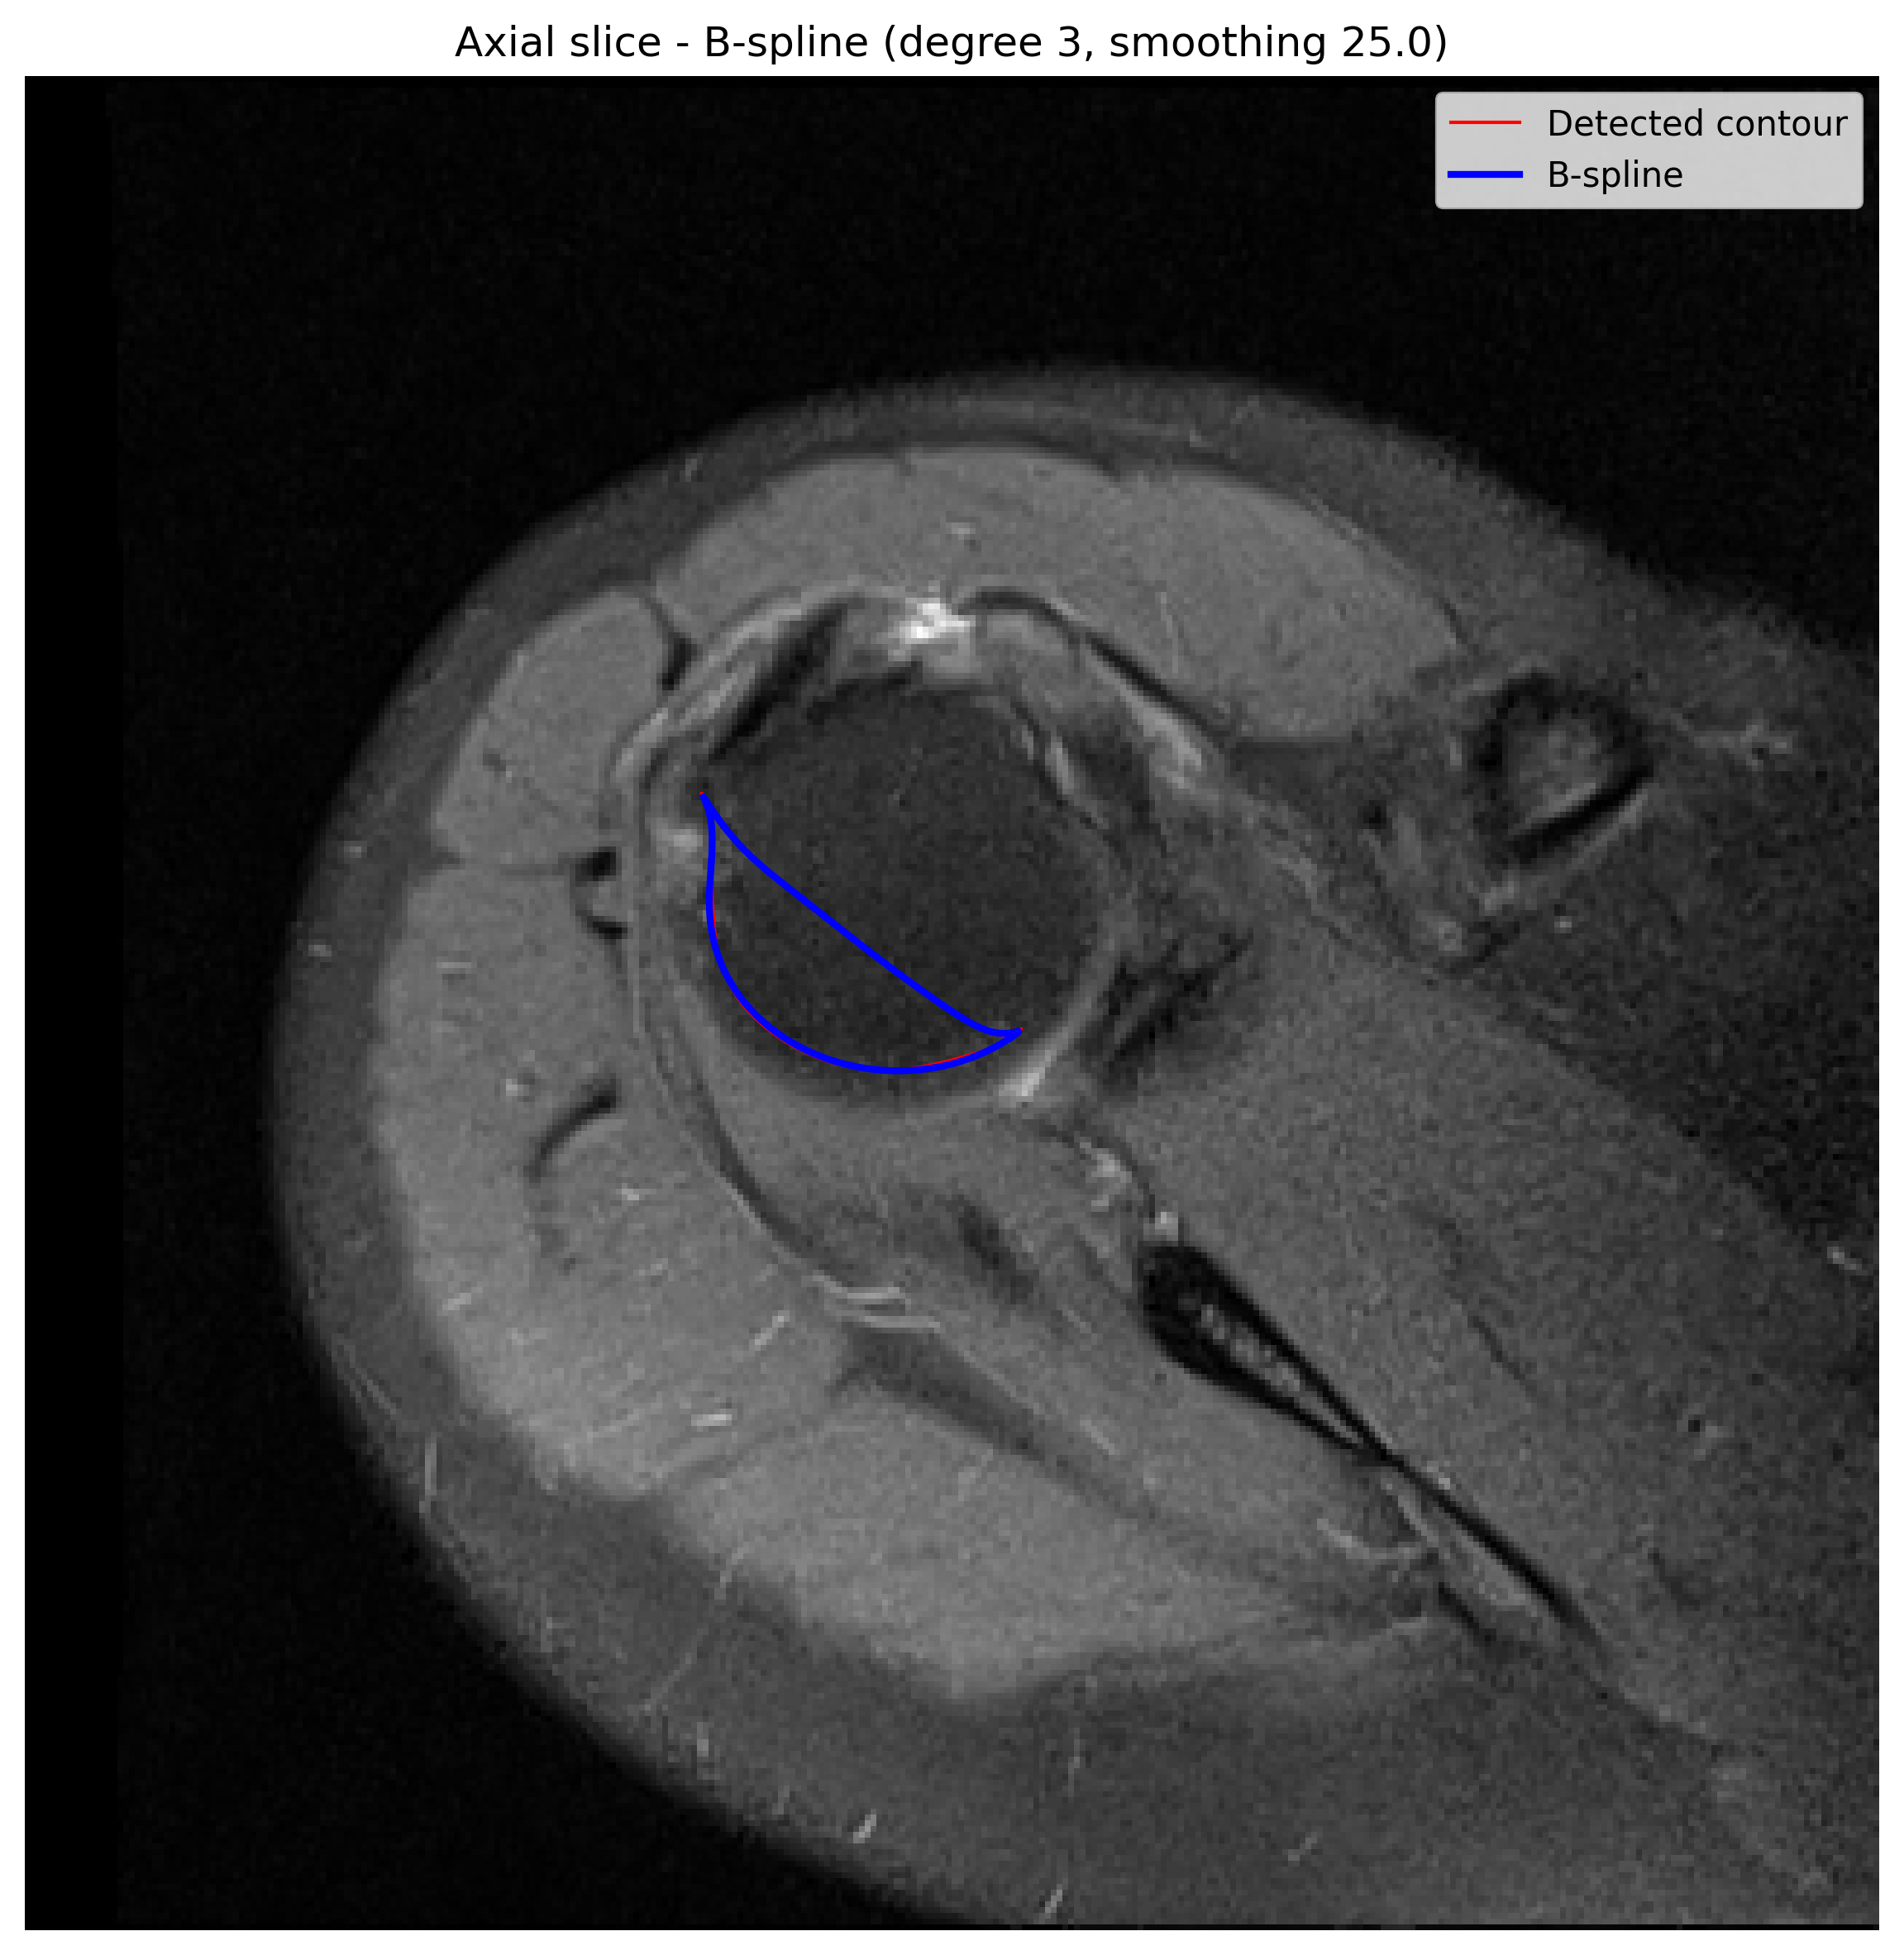 Axial slice - B-spline (degree 3, smoothing 25.0)
Detected contour
B-spline